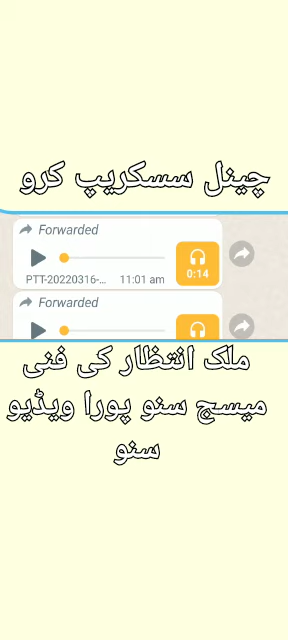 چینل سسکریپ کرو
Forwarded
0:14
PTT-20220316-... 11:01 am
Forwarded
ملک انتظار کی فنی
میسج سنو پورا ویڈیو
سنو